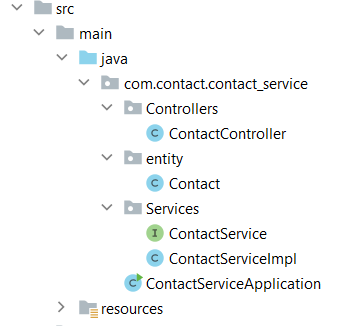 src
main
java
com.contact.contact_service
Controllers
C ContactController
entity
C Contact
Services
I ContactService
C ContactServiceImpl
C ContactServiceApplication
resources